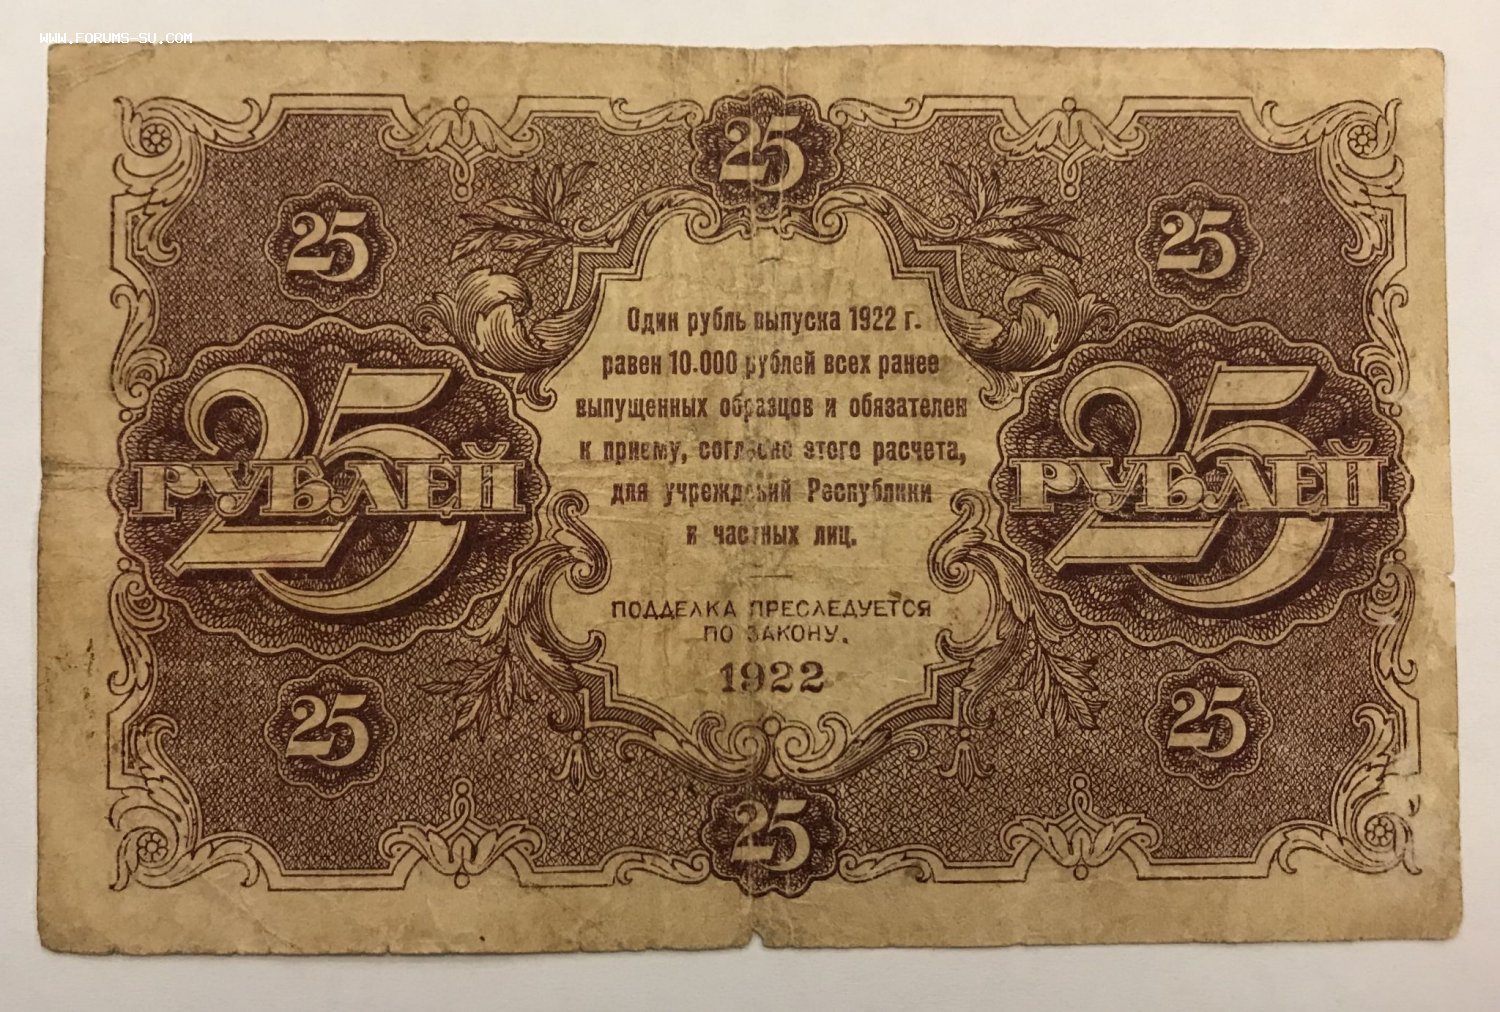 WWW.FORUMS-SU.COM
25
25
25
Один рубль выпуска 1922 г.
равен 10.000 рублей всех ранее
выпущенных образцов и обязателен
к приему, согласно этого расчета,
для учреждений Республики
и частных лиц.
25 РУБЛЕЙ
25 РУБЛЕЙ
ПОДДЕЛКА ПРЕСЛЕДУЕТСЯ
ПО ЗАКОНУ.
1922
25
25
25